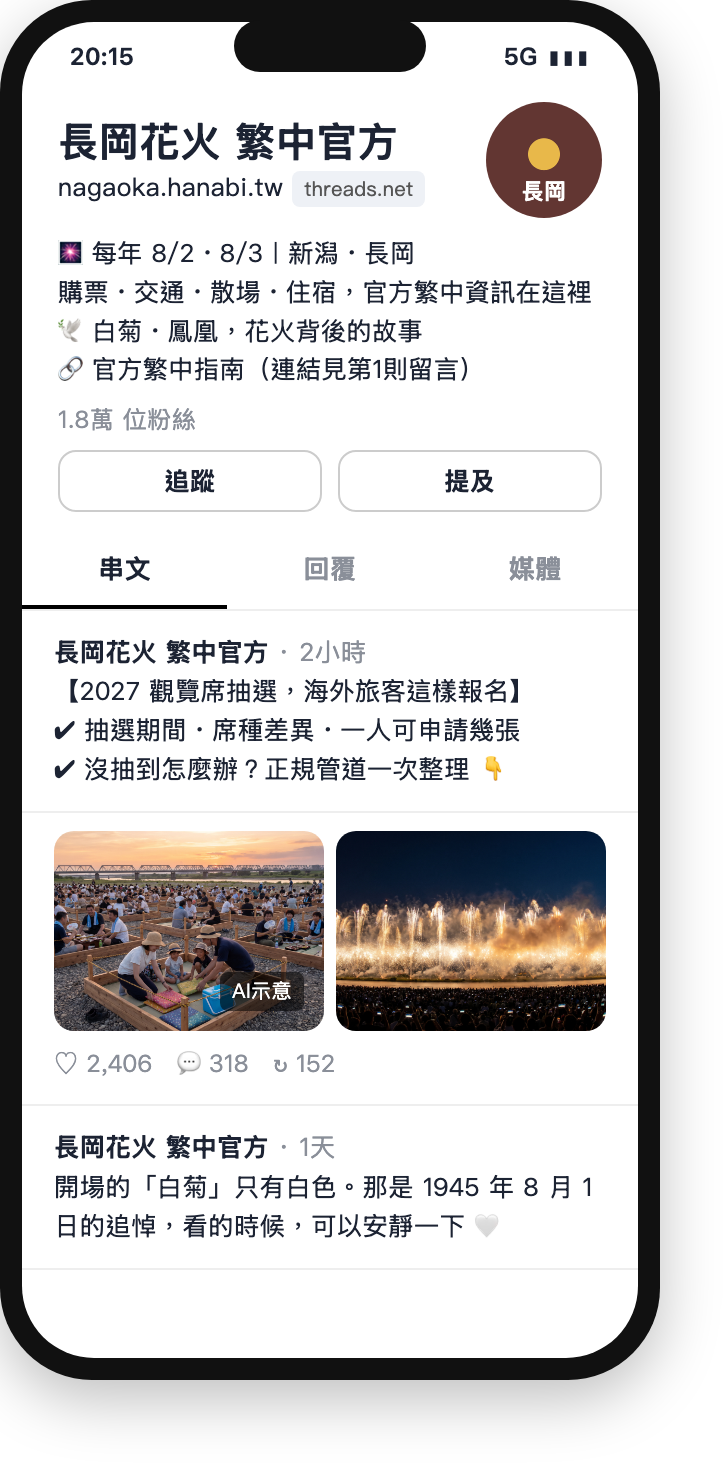 20:15
5G
長岡花火 繁中官方
nagaoka.hanabi.tw threads.net
長岡
🎆 每年 8/2・8/3｜新潟・長岡
購票・交通・散場・住宿，官方繁中資訊在這裡
🕊️ 白菊・鳳凰，花火背後的故事
🔗 官方繁中指南（連結見第1則留言）
1.8萬 位粉絲
追蹤
提及
串文
回覆
媒體
長岡花火 繁中官方 · 2小時
【2027 觀覽席抽選，海外旅客這樣報名】
✔ 抽選期間・席種差異・一人可申請幾張
✔ 沒抽到怎麼辦？正規管道一次整理 👇
AI示意
♡ 2,406 💬 318 ↻ 152
長岡花火 繁中官方 · 1天
開場的「白菊」只有白色。那是 1945 年 8 月 1
日的追悼，看的時候，可以安靜一下 🤍